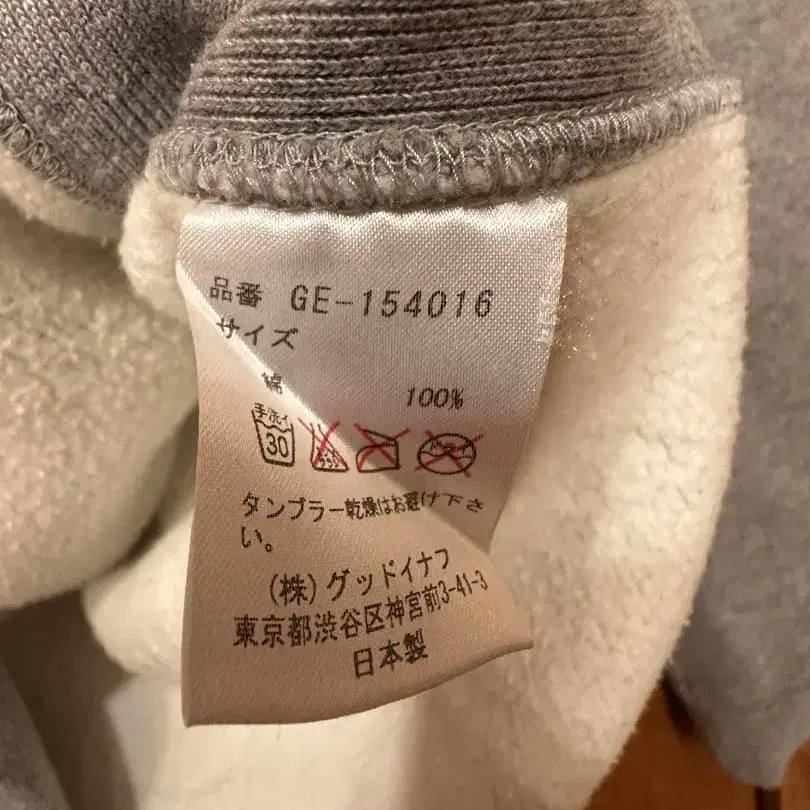 品番 GE-154016
サイズ
綿 100%
手洗イ
30
タンブラー乾燥はお避け下さ
い。
(株)グッドイナフ
東京都渋谷区神宮前3-41-3
日本製